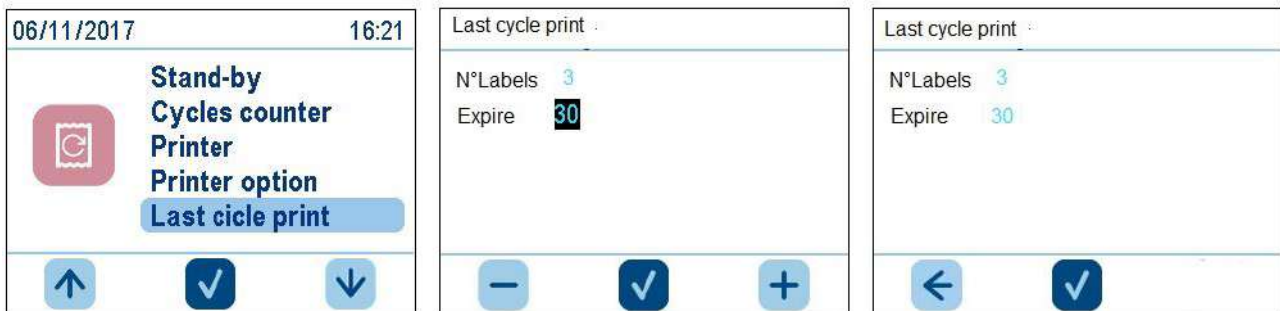 06/11/2017 16:21
Stand-by
Cycles counter
Printer
Printer option
Last cicle print
Last cycle print
N°Labels 3
Expire 30
Last cycle print
N°Labels 3
Expire 30